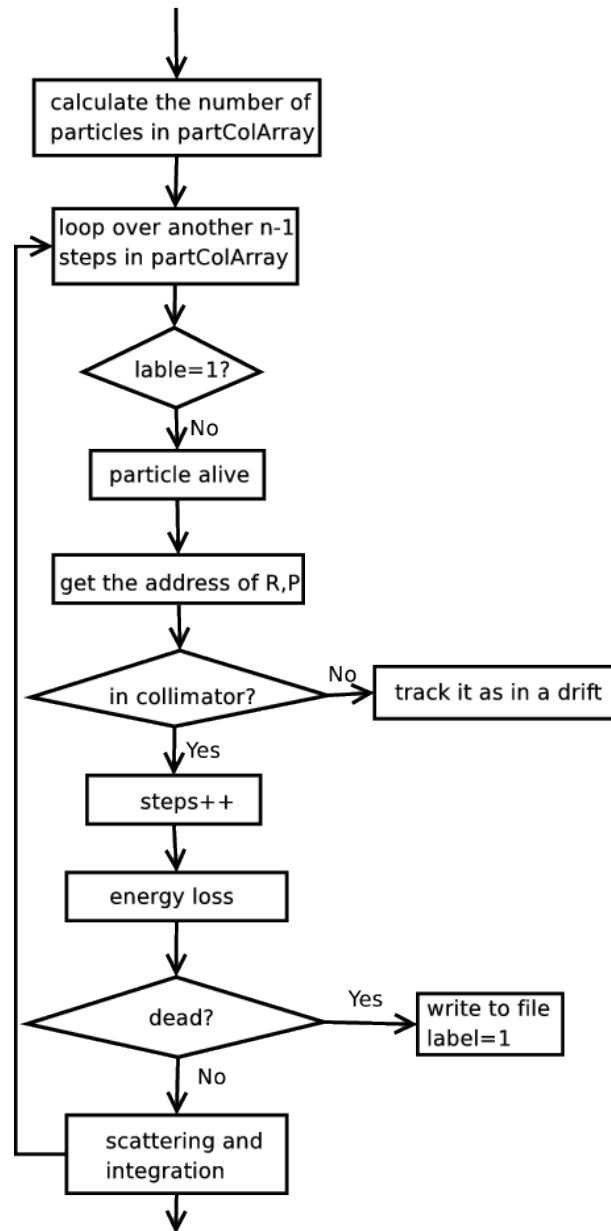 calculate the number of
particles in partColArray
loop over another n-1
steps in partColArray
lable=1?
No
particle alive
get the address of R,P
in collimator?
No
track it as in a drift
Yes
steps++
energy loss
dead?
Yes
write to file
label=1
No
scattering and
integration